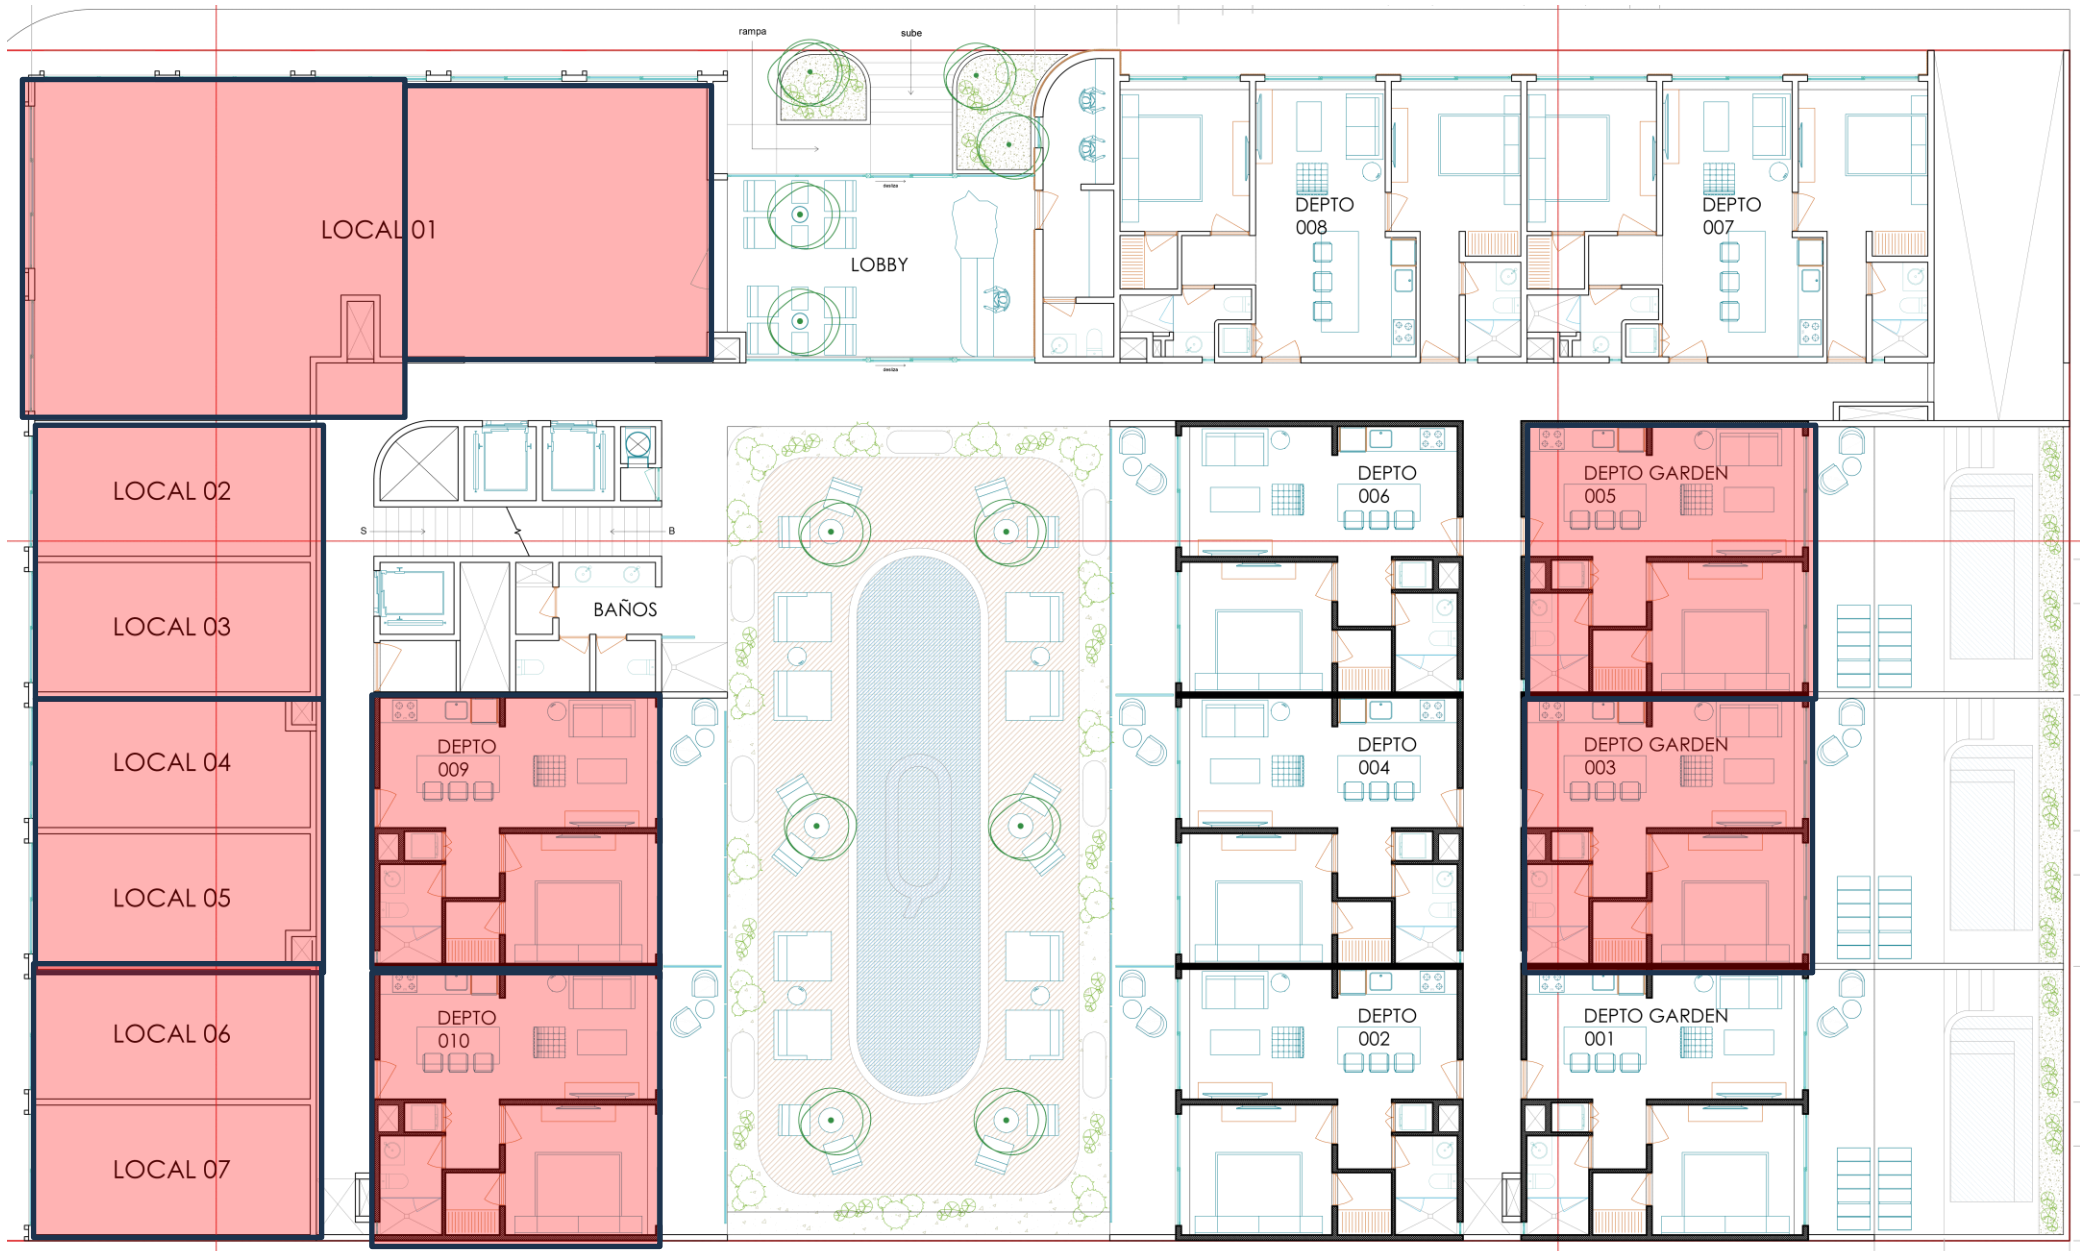 rampa
sube
LOCAL 01
LOBBY
DEPTO
008
DEPTO
007
LOCAL 02
S
B
DEPTO
006
DEPTO GARDEN
005
LOCAL 03
BAÑOS
LOCAL 04
DEPTO
009
DEPTO
004
DEPTO GARDEN
003
LOCAL 05
LOCAL 06
DEPTO
010
DEPTO
002
DEPTO GARDEN
001
LOCAL 07